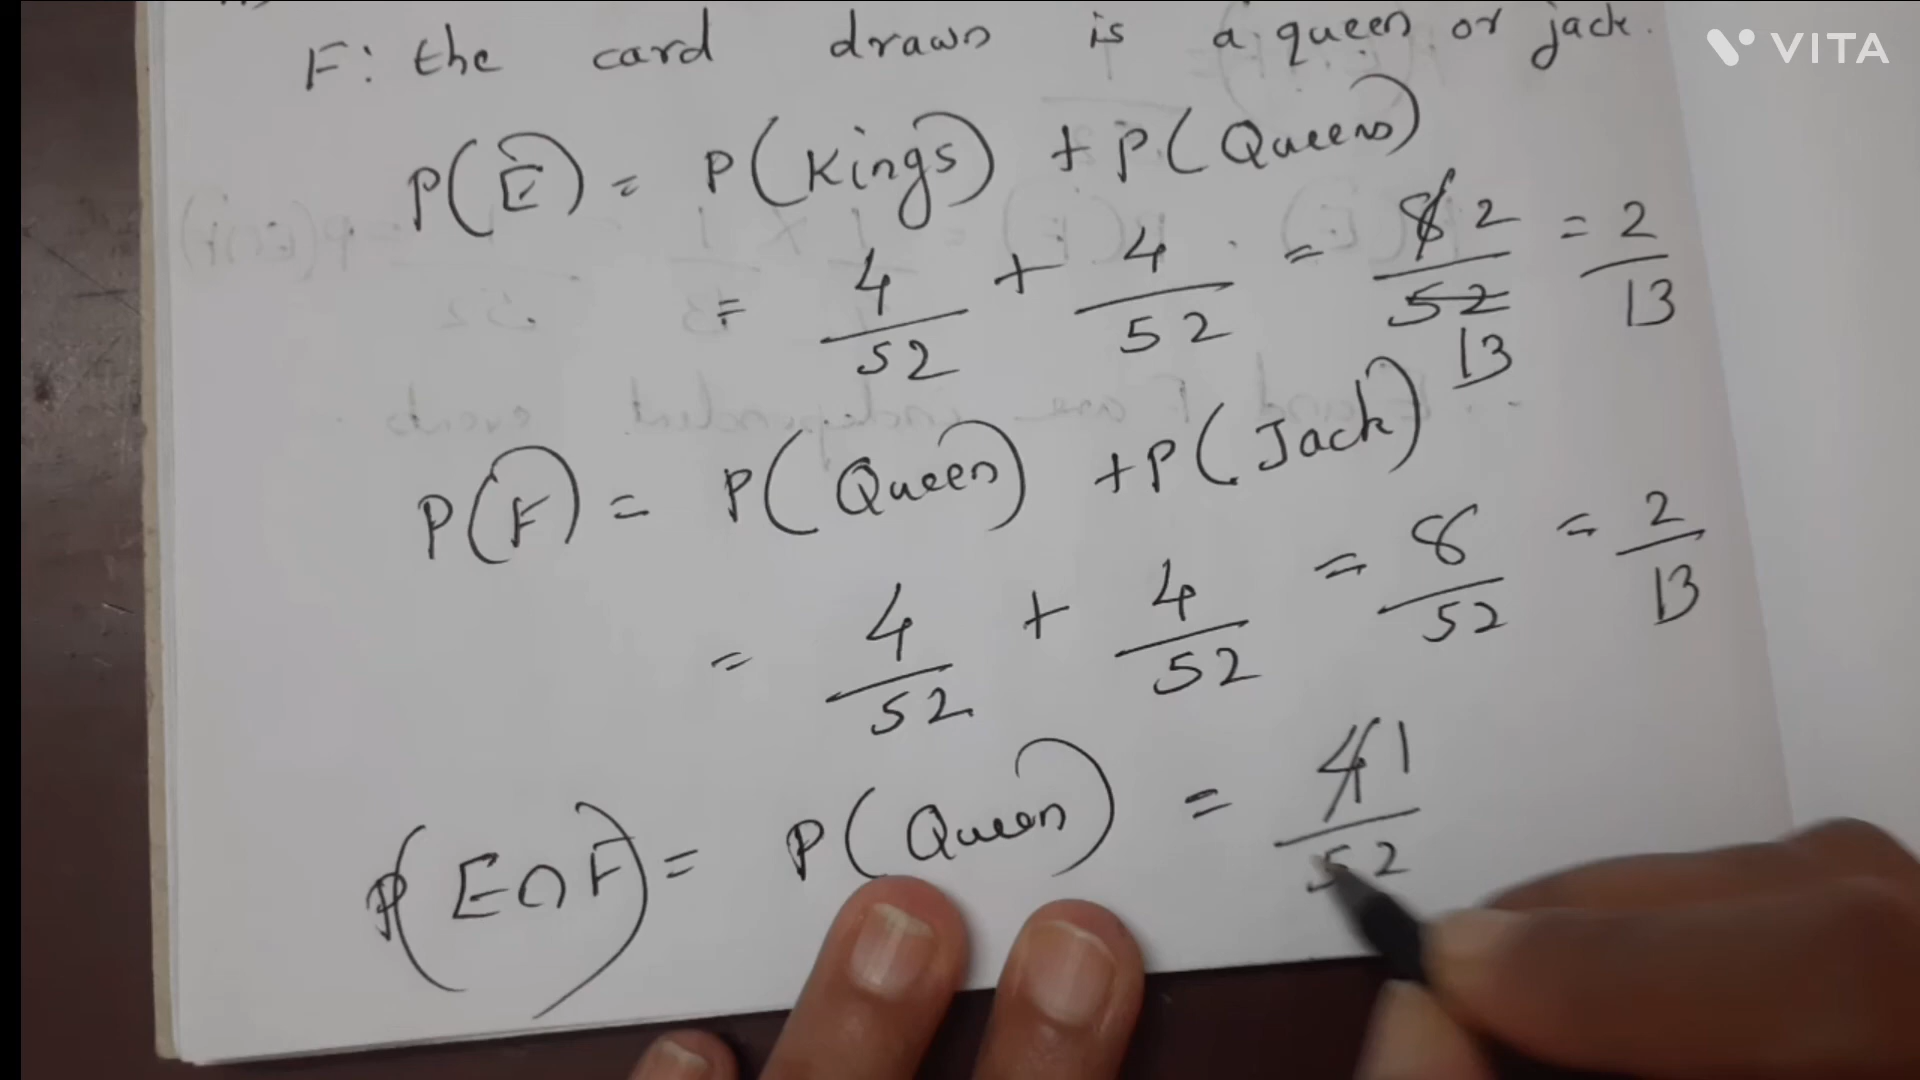 VITA
F: the card drawn is a queen or jack.
P(E) = P(Kings) + P(Queens)
= 4/52 + 4/52 = 8 2/52 13 = 2/13
P(F) = P(Queen) + P(Jack)
= 4/52 + 4/52 = 8/52 = 2/13
P(E∩F) = P(Queen) = 4 1/52